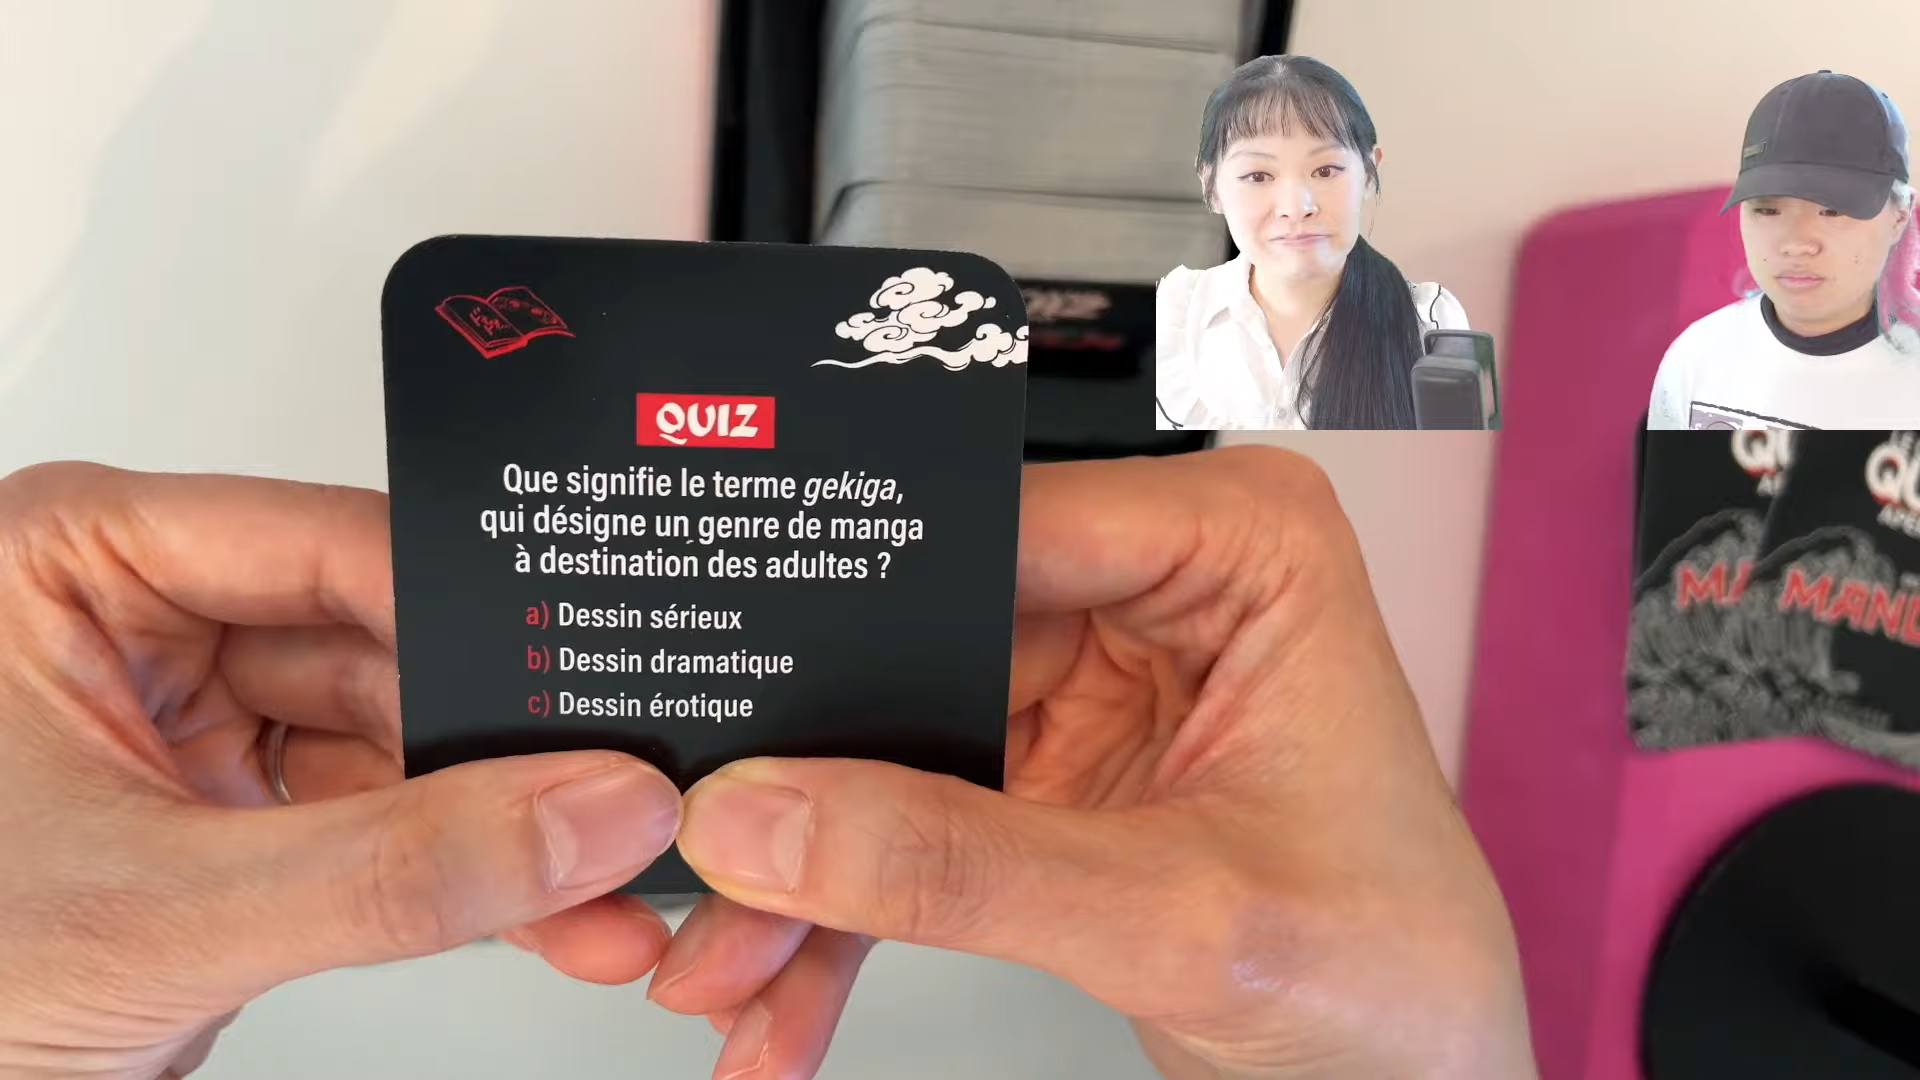 QUIZ
Que signifie le terme gekiga,
qui désigne un genre de manga
à destination des adultes ?
a) Dessin sérieux
b) Dessin dramatique
c) Dessin érotique